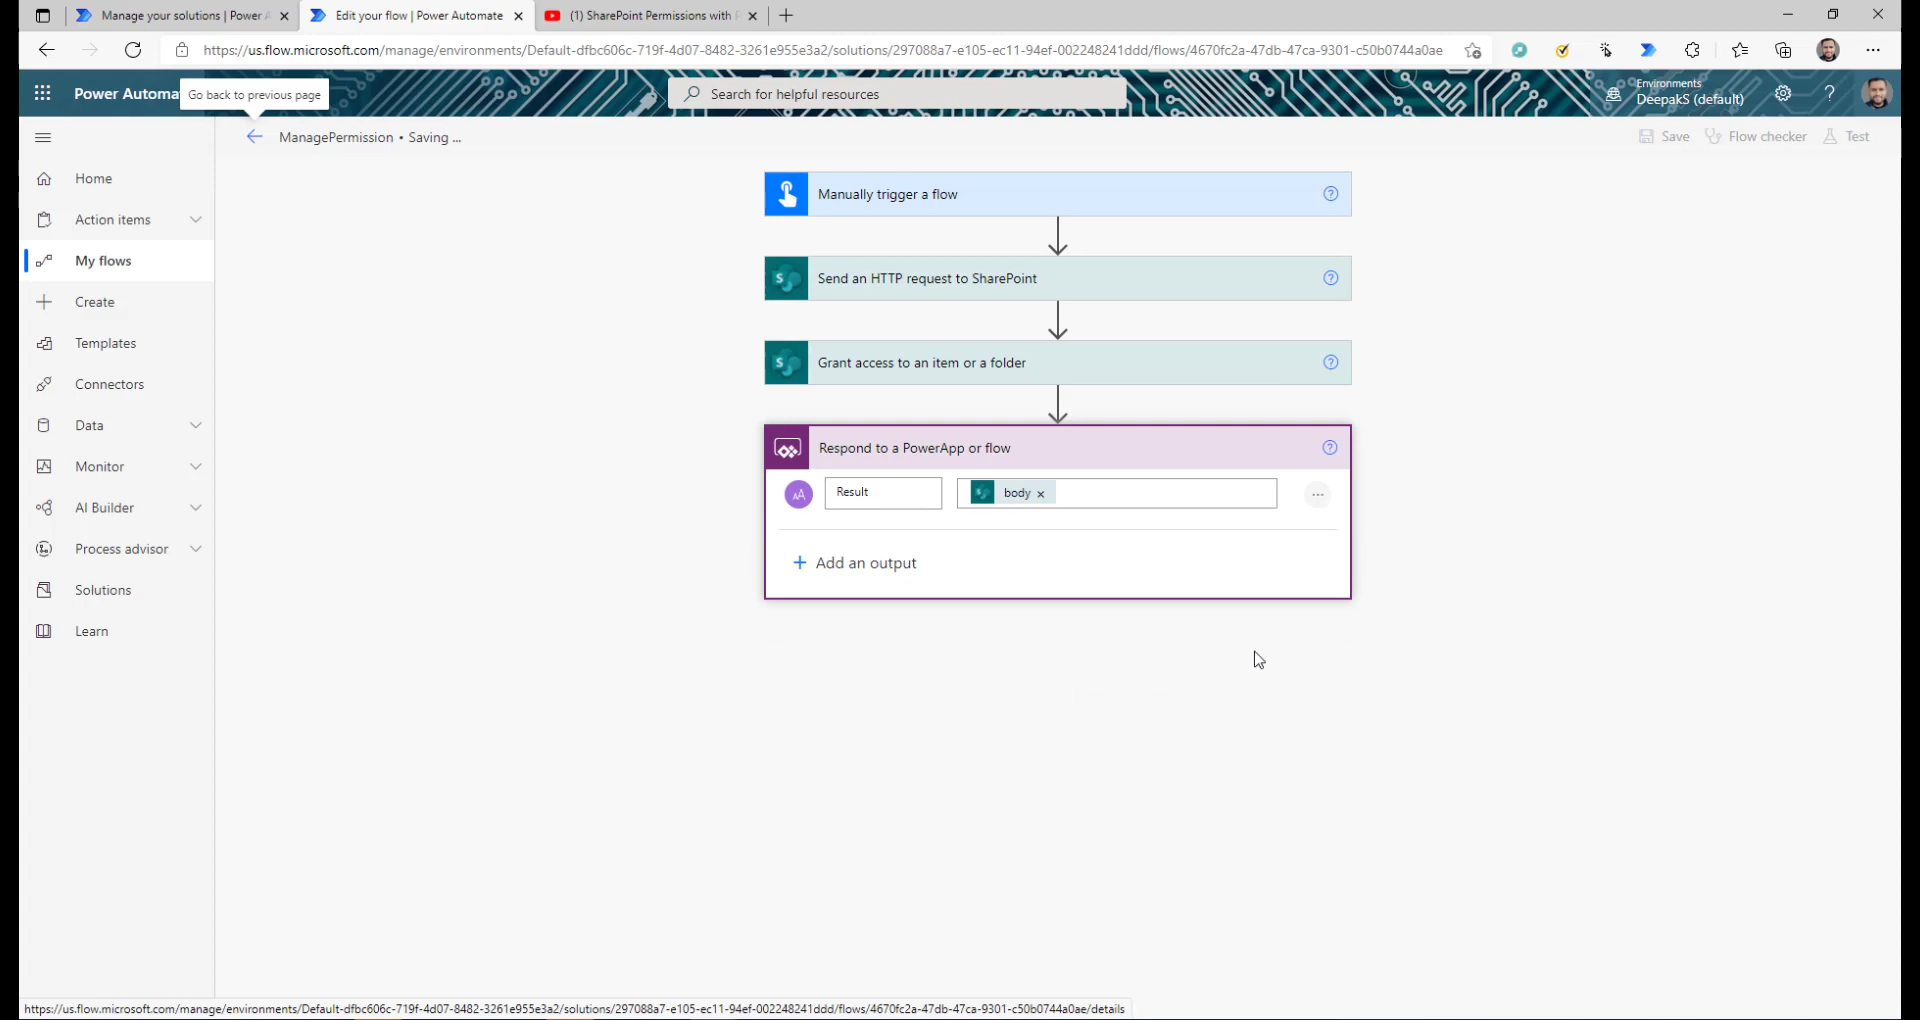 Manage your solutions | Power A
Edit your flow | Power Automate
(1) SharePoint Permissions with
https://us.flow.microsoft.com/manage/environments/Default-dfbc606c-719f-4d07-8482-3261e955e3a2/solutions/297088a7-e105-ec11-94ef-002248241ddd/flows/4670fc2a-47db-47ca-9301-c50b0744a0ae
Power Automa
Go back to previous page
Search for helpful resources
Environments
DeepakS (default)
ManagePermission • Saving ...
Save
Flow checker
Test
Home
Action items
My flows
Create
Templates
Connectors
Data
Monitor
AI Builder
Process advisor
Solutions
Learn
Manually trigger a flow
Send an HTTP request to SharePoint
Grant access to an item or a folder
Respond to a PowerApp or flow
Result
body
Add an output
https://us.flow.microsoft.com/manage/environments/Default-dfbc606c-719f-4d07-8482-3261e955e3a2/solutions/297088a7-e105-ec11-94ef-002248241ddd/flows/4670fc2a-47db-47ca-9301-c50b0744a0ae/details